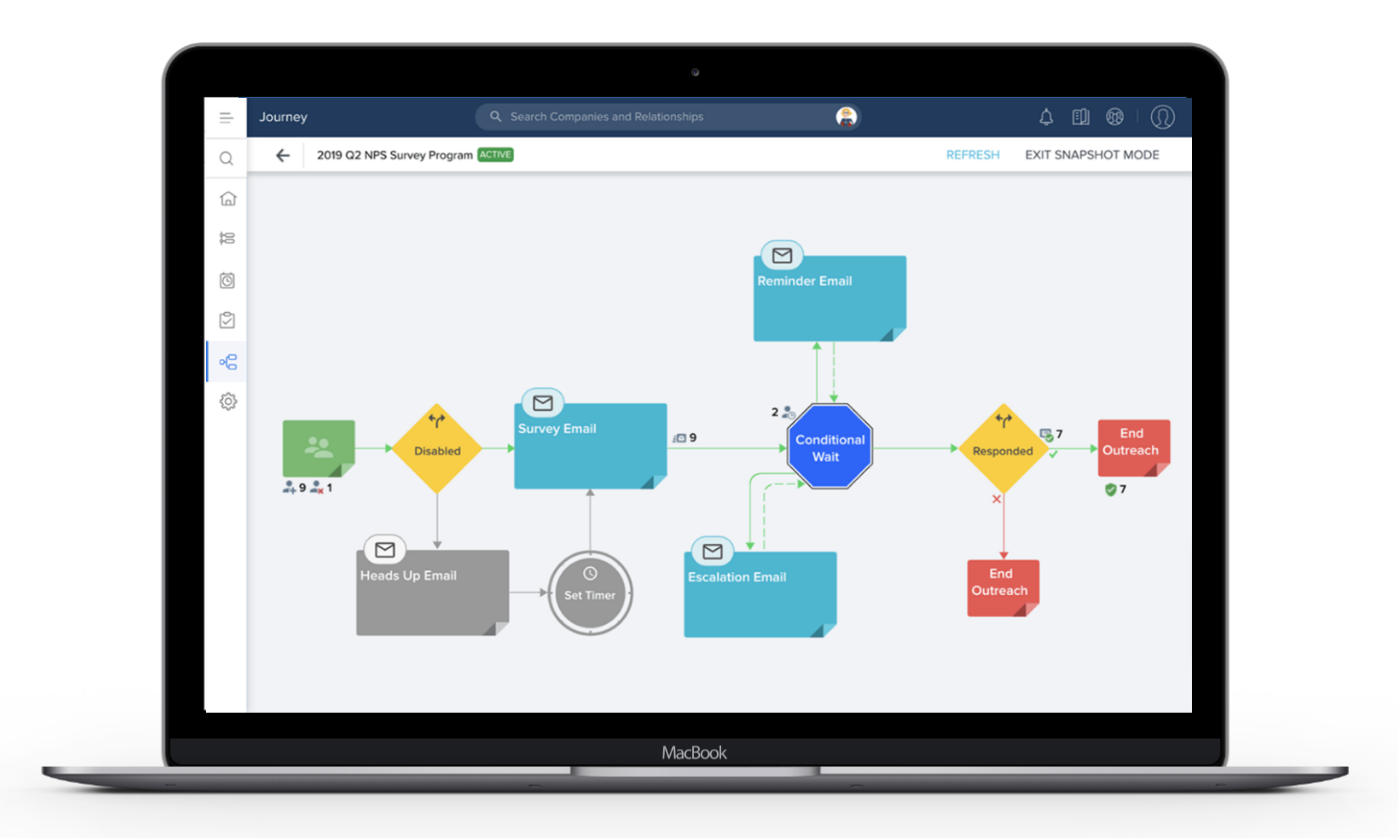 Journey
Search Companies and Relationships
2019 Q2 NPS Survey Program ACTIVE
REFRESH EXIT SNAPSHOT MODE
Reminder Email
2
Survey Email
9
Conditional
Wait
Disabled
Responded
7
End
Outreach
9 1
7
Heads Up Email
Set Timer
Escalation Email
End
Outreach
MacBook